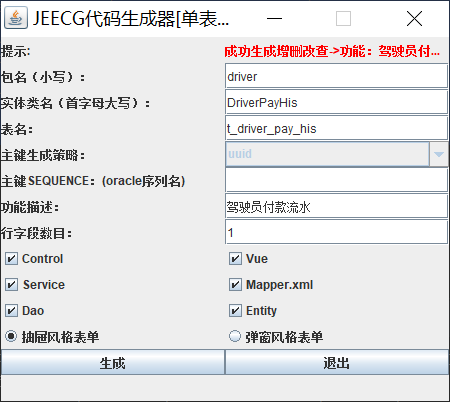 JEECG代码生成器[单表...
提示: 成功生成增删改查->功能：驾驶员付...
包名（小写）： driver
实体类名（首字母大写）： DriverPayHis
表名： t_driver_pay_his
主键生成策略： uuid
主键SEQUENCE：(oracle序列名)
功能描述： 驾驶员付款流水
行字段数目： 1
Control Vue
Service Mapper.xml
Dao Entity
抽屉风格表单 弹窗风格表单
生成 退出